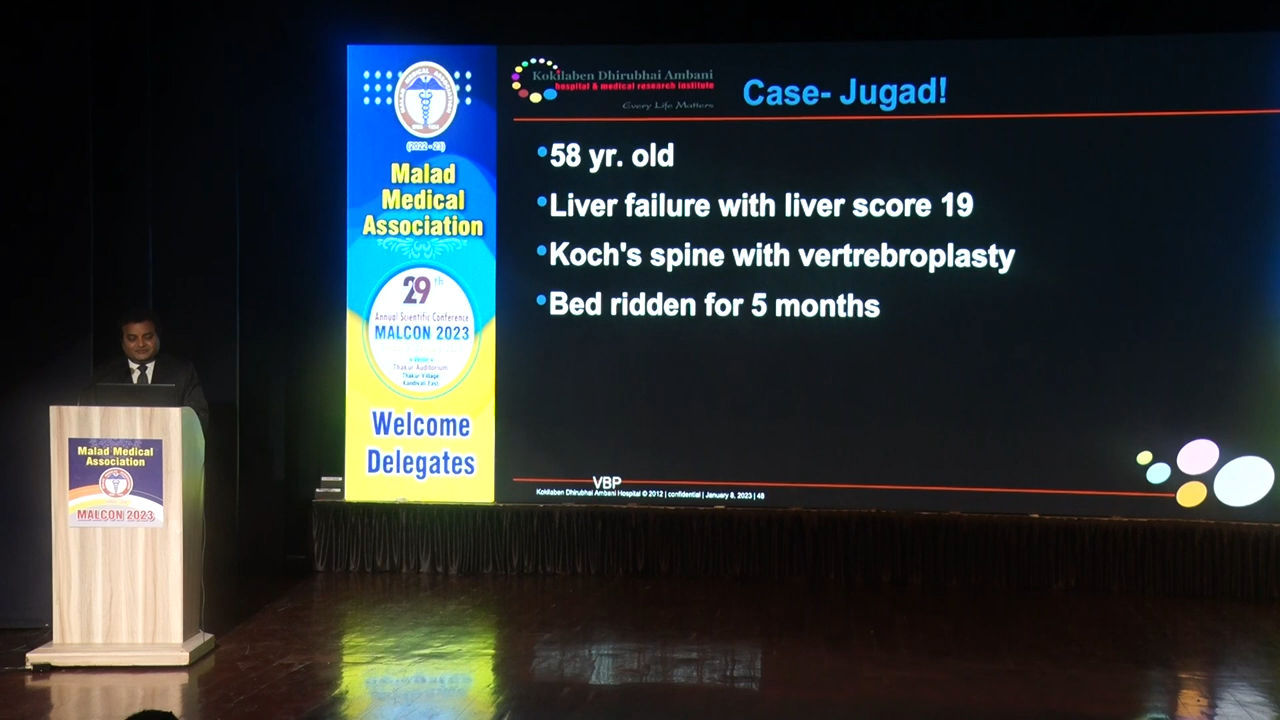 (2022-23)
Malad
Medical
Association
29th
Annual Scientific Conference
MALCON 2023
Thakur Auditorium
Thakur Village
Kandivali East
Welcome
Delegates
Kokilaben Dhirubhai Ambani
hospital & medical research institute
Every Life Matters
Case- Jugad!
•58 yr. old
•Liver failure with liver score 19
•Koch's spine with vertrebroplasty
•Bed ridden for 5 months
VBP
Kokilaben Dhirubhai Ambani Hospital © 2012 | confidential | January 8, 2023 | 48
Malad Medical
Association
MALCON 2023